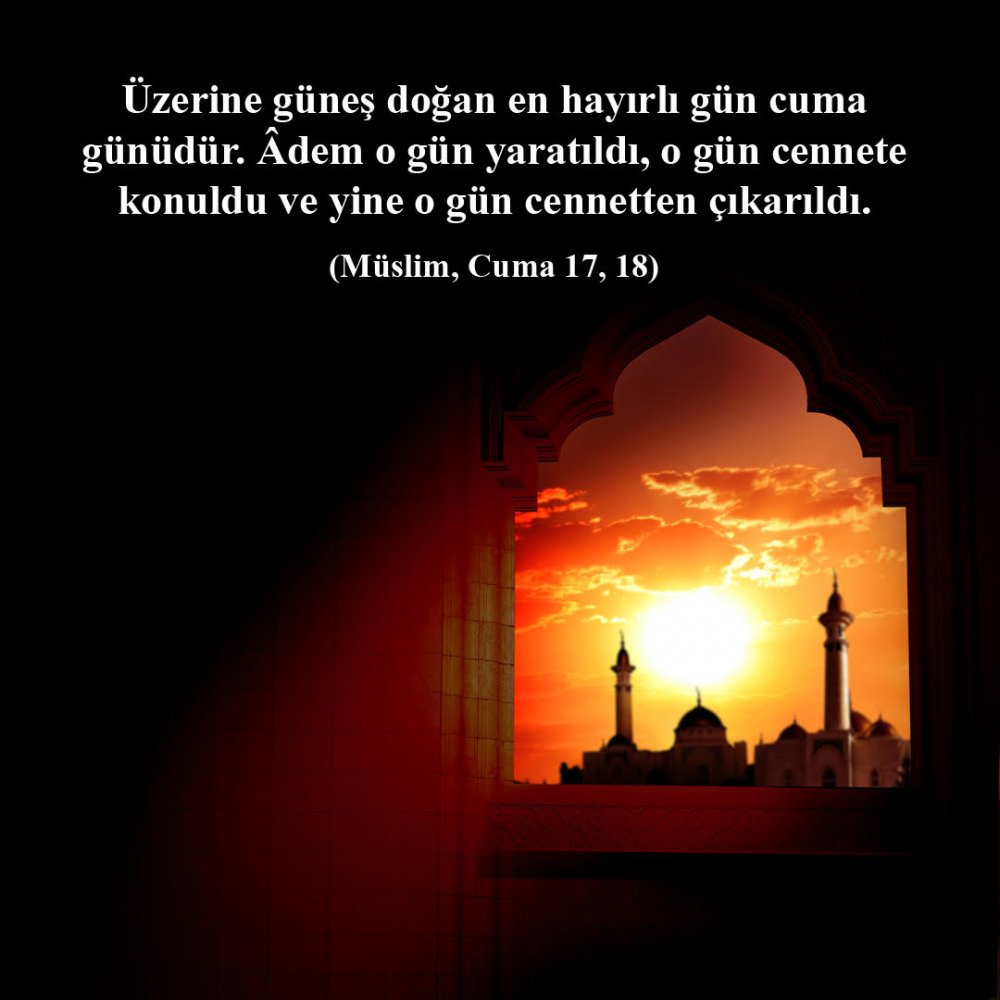 Üzerine güneş doğan en hayırlı gün cuma
günüdür. Âdem o gün yaratıldı, o gün cennete
konuldu ve yine o gün cennetten çıkarıldı.
(Müslim, Cuma 17, 18)